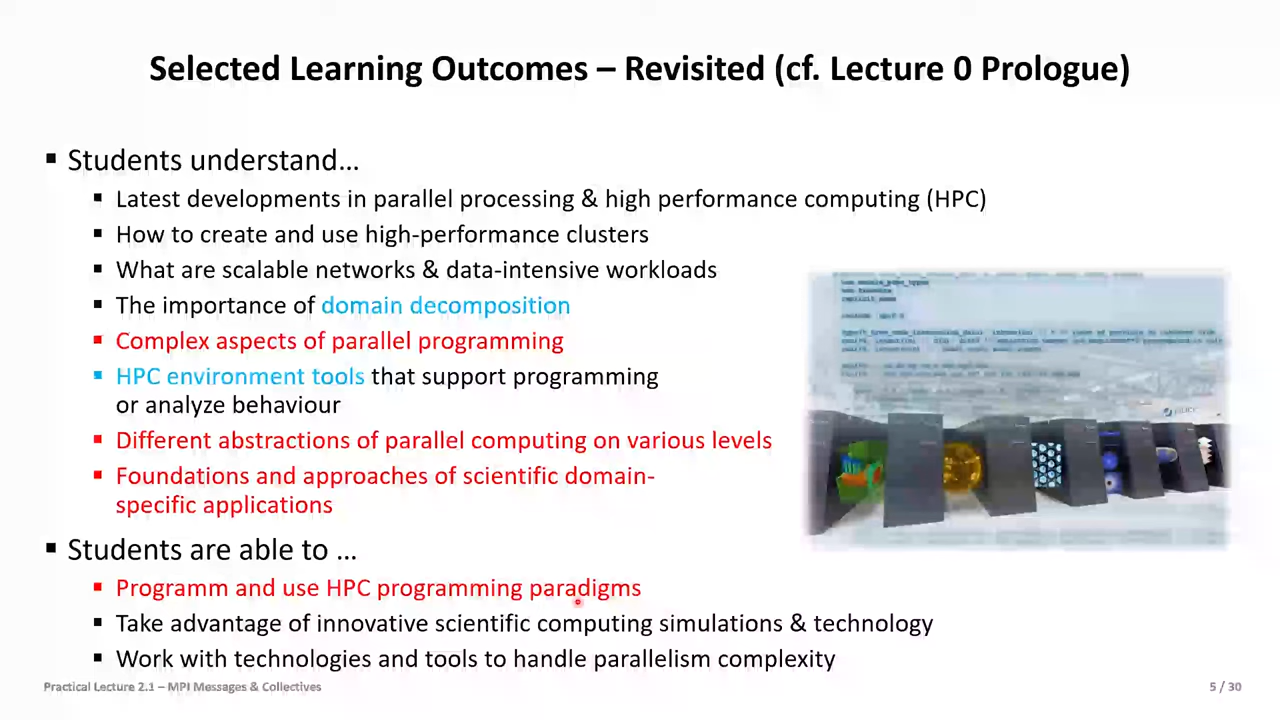 Selected Learning Outcomes – Revisited (cf. Lecture 0 Prologue)
▪ Students understand…
▪ Latest developments in parallel processing & high performance computing (HPC)
▪ How to create and use high-performance clusters
▪ What are scalable networks & data-intensive workloads
▪ The importance of domain decomposition
▪ Complex aspects of parallel programming
▪ HPC environment tools that support programming
or analyze behaviour
▪ Different abstractions of parallel computing on various levels
▪ Foundations and approaches of scientific domain-
specific applications
▪ Students are able to …
▪ Programm and use HPC programming paradigms
▪ Take advantage of innovative scientific computing simulations & technology
▪ Work with technologies and tools to handle parallelism complexity
Practical Lecture 2.1 – MPI Messages & Collectives
5 / 30